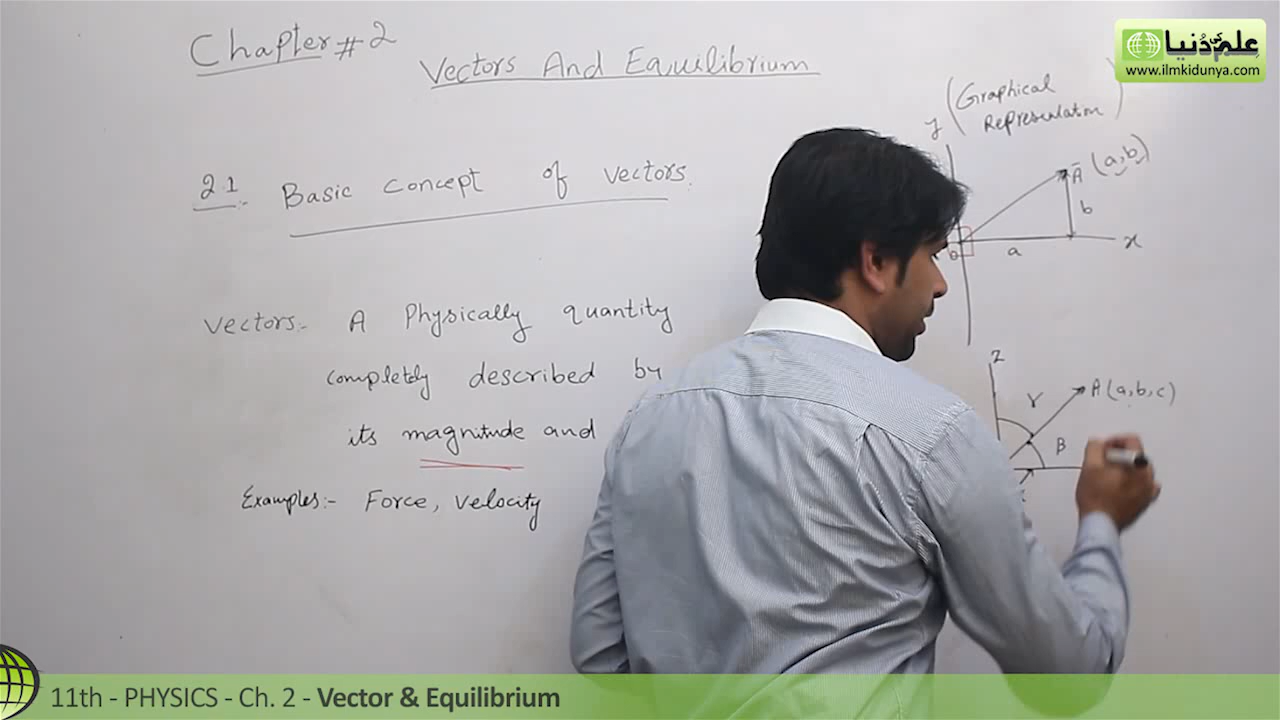 Chapter # 2
Vectors And Equilibrium
علم کی دنیا
www.ilmkidunya.com
(Graphical
Representation)
2.1:- Basic Concept of vectors.
y
Ā (a,b)
b
a
x
o
Vectors:- A Physically quantity
completely described by
its magnitude and
Examples:- Force, velocity
z
A (a,b,c)
γ
β
11th - PHYSICS - Ch. 2 - Vector & Equilibrium